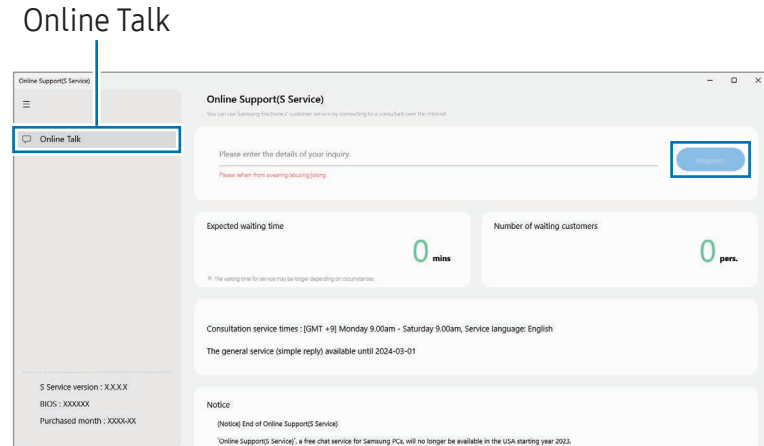 Online Talk
Online Support(S Service)
Online Support(S Service)
You can use Samsung Electronics' customer service by connecting to a consultant over the internet
Online Talk
Please enter the details of your inquiry.
Request
Please refrain from swearing/abusing/joking.
Expected waiting time
0 mins
※ The waiting time for service may be longer depending on circumstances.
Number of waiting customers
0 pers.
Consultation service times : [GMT +9] Monday 9.00am - Saturday 9.00am, Service language: English
The general service (simple reply) available until 2024-03-01
S Service version : X.X.X.X
BIOS : XXXXXX
Purchased month : XXXX-XX
Notice
(Notice) End of Online Support(S Service)
'Online Support(S Service)', a free chat service for Samsung PCs, will no longer be available in the USA starting year 2023.